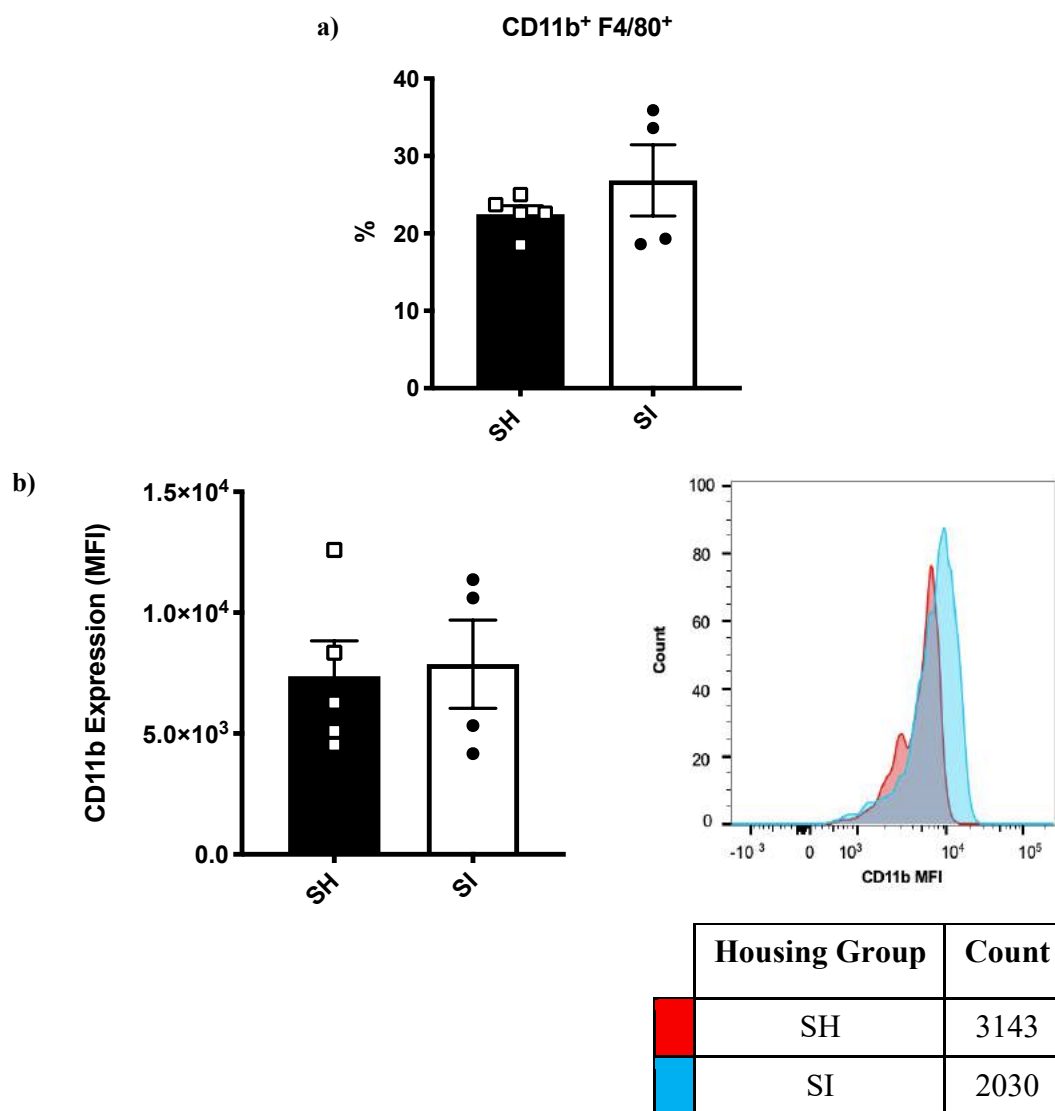 a) CD11b⁺ F4/80⁺
40
30
20
10
0
%
SH SI
b)
1.5×10⁴
1.0×10⁴
5.0×10³
0.0
CD11b Expression (MFI)
SH SI
100
80
60
40
20
0
Count
-10³ 0 10³ 10⁴ 10⁵
CD11b MFI
Housing Group Count
SH 3143
SI 2030